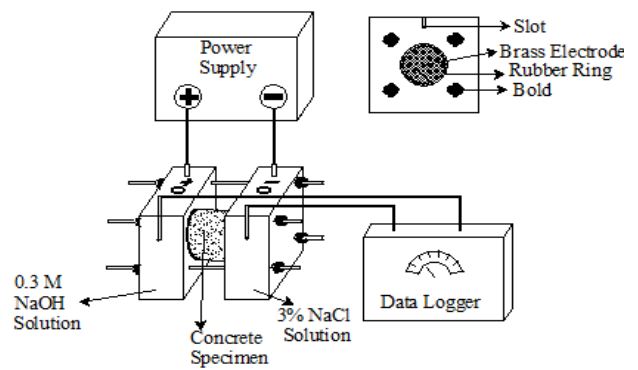 Power
Supply
+
−
Slot
Brass Electrode
Rubber Ring
Bold
0.3 M
NaOH
Solution
Concrete
Specimen
3% NaCl
Solution
Data Logger